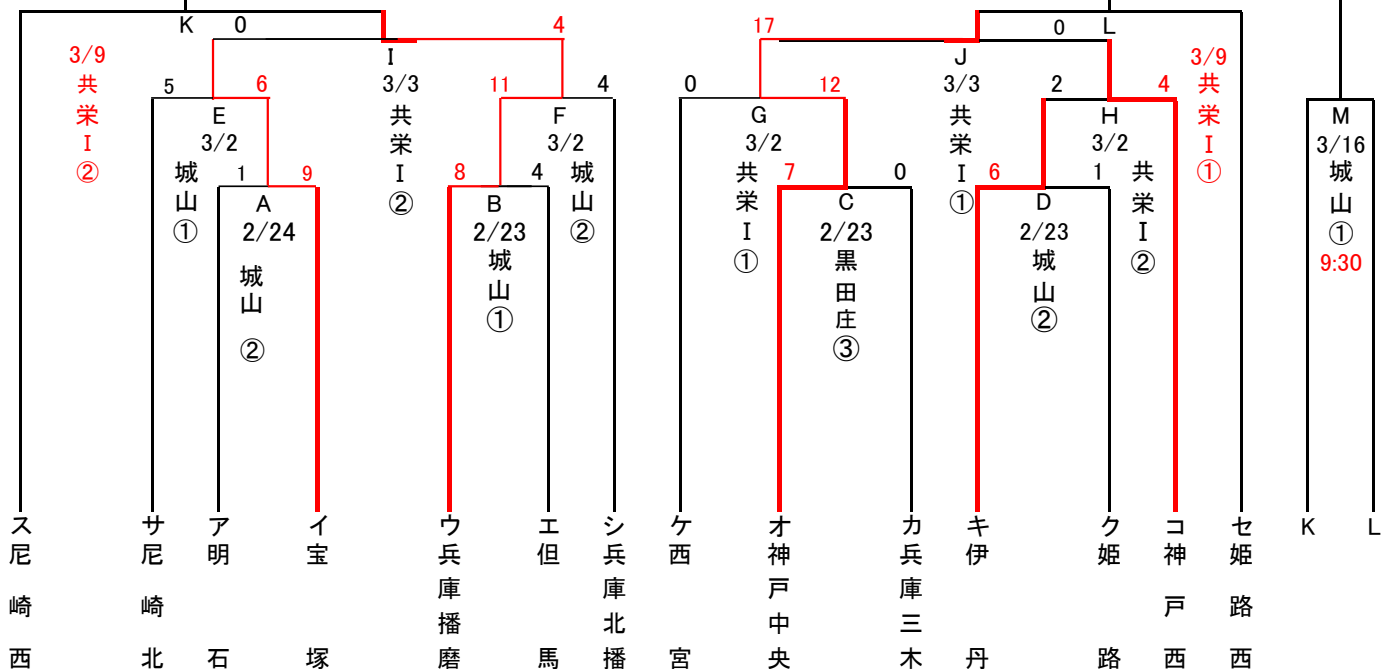 K 0 4 17 0 L
I J
3/9 共栄Ⅰ②
3/3 共栄Ⅰ②
3/3 共栄Ⅰ①
3/9 共栄Ⅰ①
5 6 11 4 0 12 2 4
E F G H M
3/2 城山①
3/2 城山②
3/2 共栄Ⅰ①
3/2 共栄Ⅰ②
3/16 城山① 9:30
1 9 8 4 7 0 6 1
A B C D
2/24 城山②
2/23 城山①
2/23 黒田庄③
2/23 城山②
ス尼崎西
サ尼崎北
ア明石
イ宝塚
ウ兵庫播磨
エ但馬
シ兵庫北播
ケ西宮
オ神戸中央
カ兵庫三木
キ伊丹
ク姫路
コ神戸西
セ姫路西
K
L